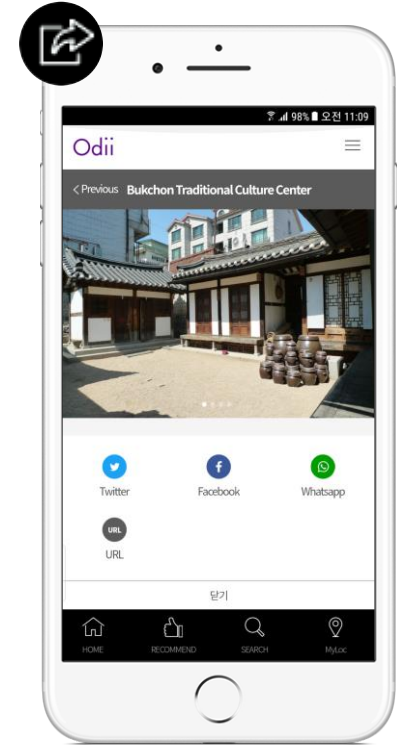 98% 오전 11:09
Odii
< Previous Bukchon Traditional Culture Center
Twitter
Facebook
Whatsapp
URL
URL
닫기
HOME
RECOMMEND
SEARCH
MyLoc